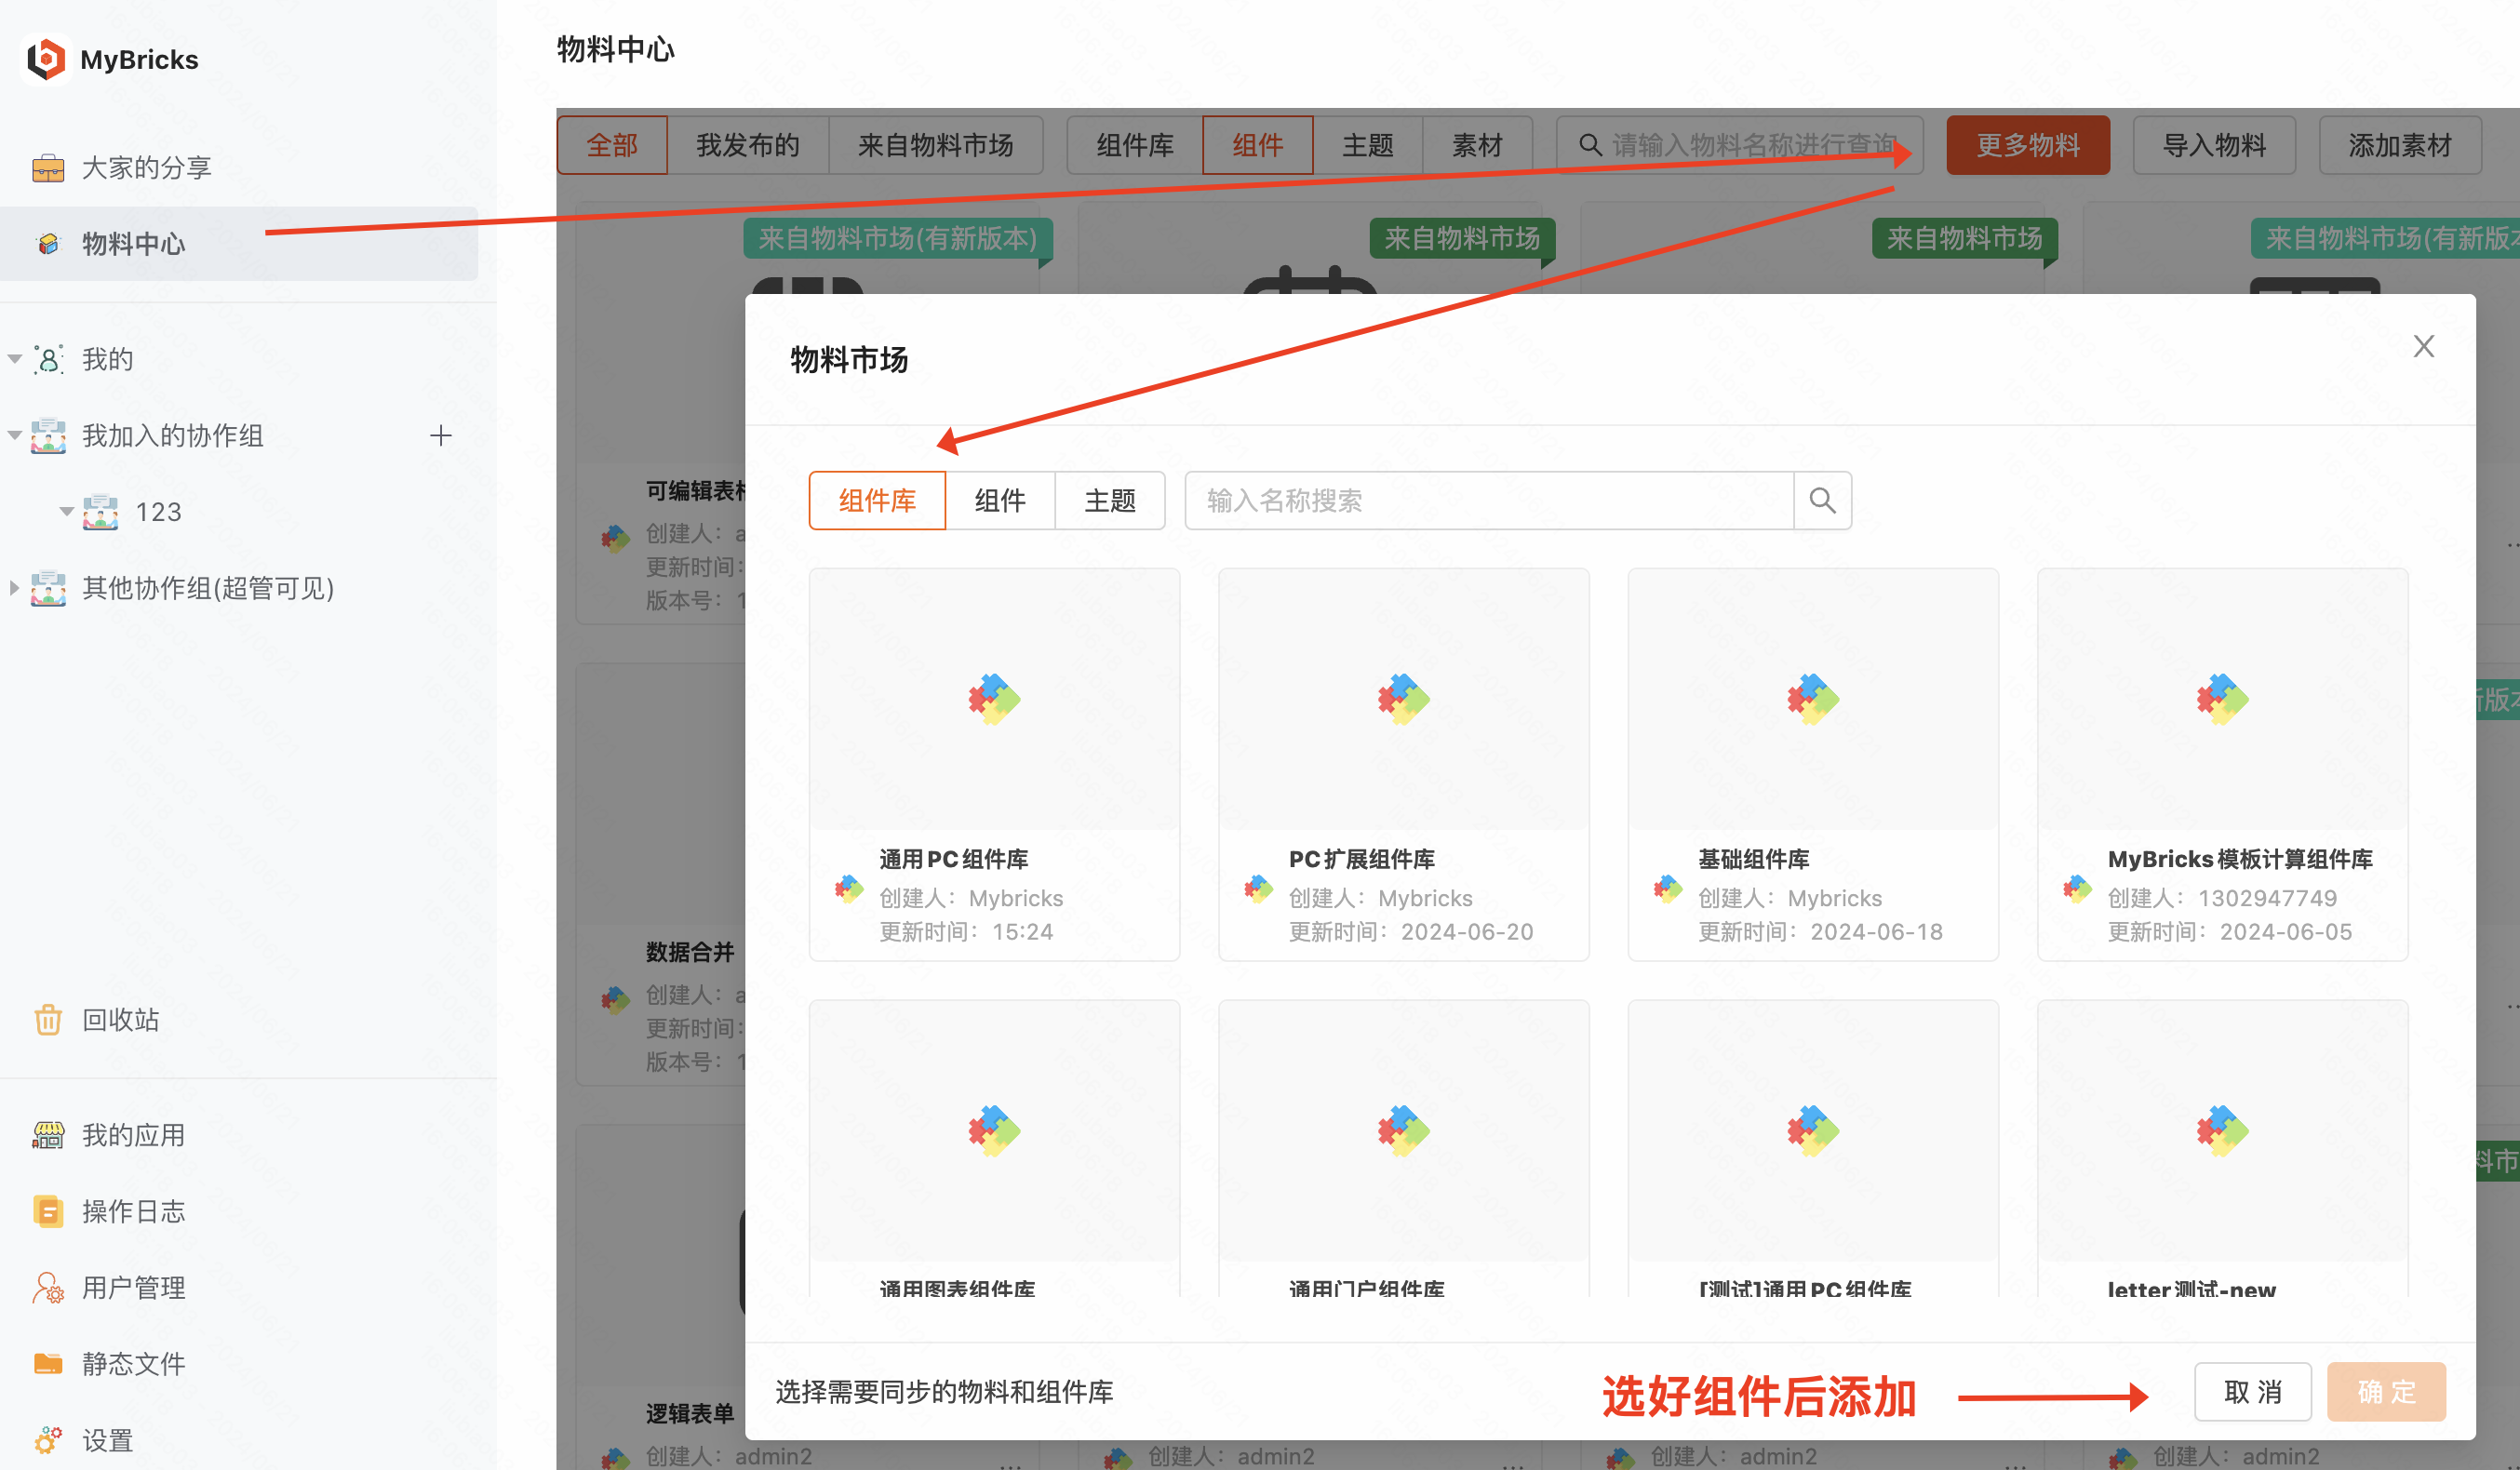 MyBricks
大家的分享
物料中心
我的
我加入的协作组
123
其他协作组(超管可见)
回收站
我的应用
操作日志
用户管理
静态文件
设置
物料中心
全部 我发布的 来自物料市场 组件库 组件 主题 素材 请输入物料名称进行查询 更多物料 导入物料 添加素材
来自物料市场(有新版本) 来自物料市场 来自物料市场 来自物料市场(有新版本
可编辑表
创建人: a
更新时间:
版本号: 1
数据合并
创建人: a
更新时间:
版本号: 1
逻辑表单
创建人: admin2 创建人: admin2 创建人: admin2 创建人: admin2
新版本
料市
物料市场
组件库 组件 主题 输入名称搜索
通用PC组件库
创建人: Mybricks
更新时间: 15:24
PC扩展组件库
创建人: Mybricks
更新时间: 2024-06-20
基础组件库
创建人: Mybricks
更新时间: 2024-06-18
MyBricks模板计算组件库
创建人: 1302947749
更新时间: 2024-06-05
通用图表组件库
通用门户组件库
[测试]通用PC组件库
letter测试-new
选择需要同步的物料和组件库
选好组件后添加
取 消 确 定